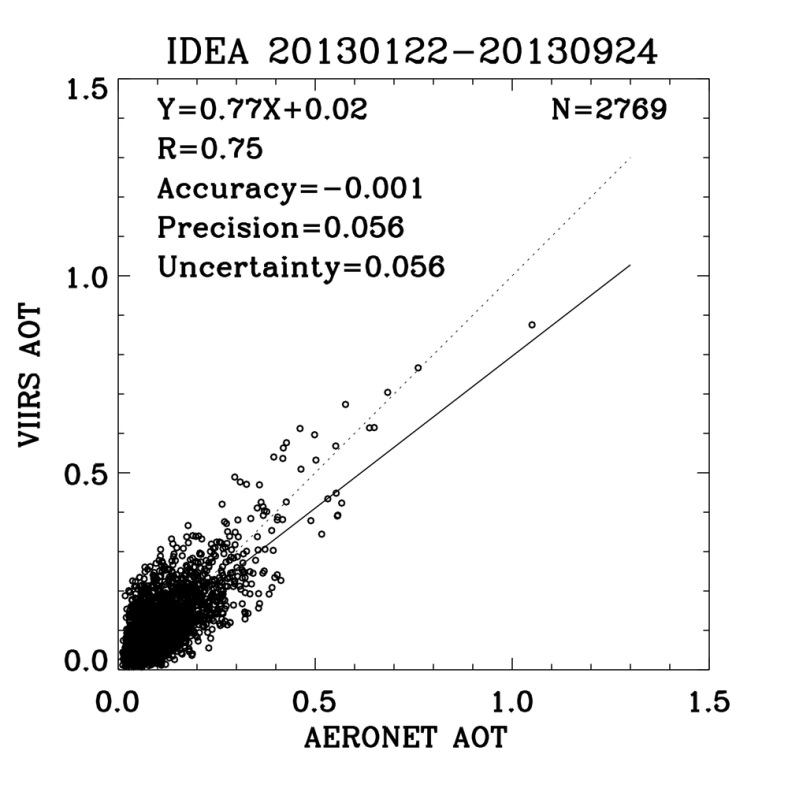 IDEA 20130122-20130924
1.5
Y=0.77X+0.02 N=2769
R=0.75
Accuracy=-0.001
Precision=0.056
Uncertainty=0.056
1.0
VIIRS AOT
0.5
0.0
0.0 0.5 1.0 1.5
AERONET AOT